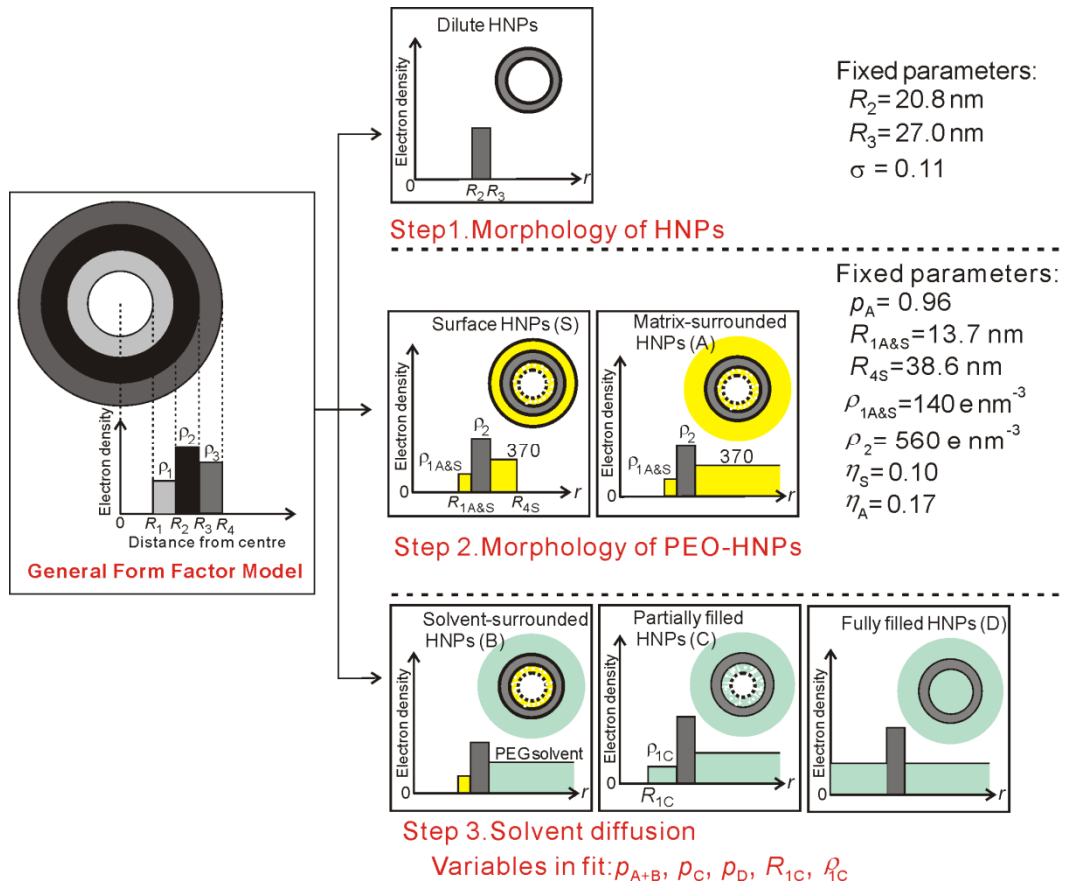 Electron density
ρ1
ρ2
ρ3
0
R1 R2 R3 R4
Distance from centre
General Form Factor Model
Dilute HNPs
Electron density
0
R2 R3
r
Step1.Morphology of HNPs
Fixed parameters:
R2= 20.8 nm
R3= 27.0 nm
σ = 0.11
Surface HNPs (S)
Electron density
ρ1A&S
ρ2
370
0
R1A&S
R4S
r
Matrix-surrounded
HNPs (A)
Electron density
ρ1A&S
ρ2
370
0
r
Step 2.Morphology of PEO-HNPs
Fixed parameters:
pA= 0.96
R1A&S=13.7 nm
R4S=38.6 nm
ρ1A&S=140 e nm-3
ρ2= 560 e nm-3
ηS=0.10
ηA=0.17
Solvent-surrounded
HNPs (B)
Electron density
PEG solvent
0
r
Partially filled
HNPs (C)
Electron density
ρ1C
0
R1C
r
Fully filled HNPs (D)
Electron density
0
r
Step 3.Solvent diffusion
Variables in fit: pA+B, pC, pD, R1C, ρ1C